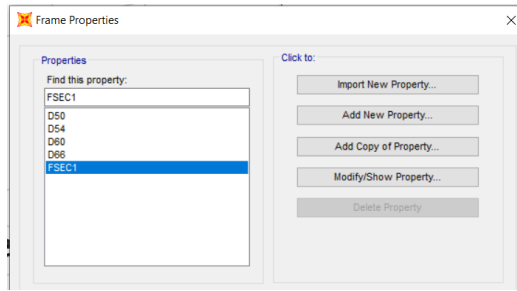 Frame Properties
Properties
Find this property:
FSEC1
D50
D54
D60
D66
FSEC1
Click to:
Import New Property...
Add New Property...
Add Copy of Property...
Modify/Show Property...
Delete Property